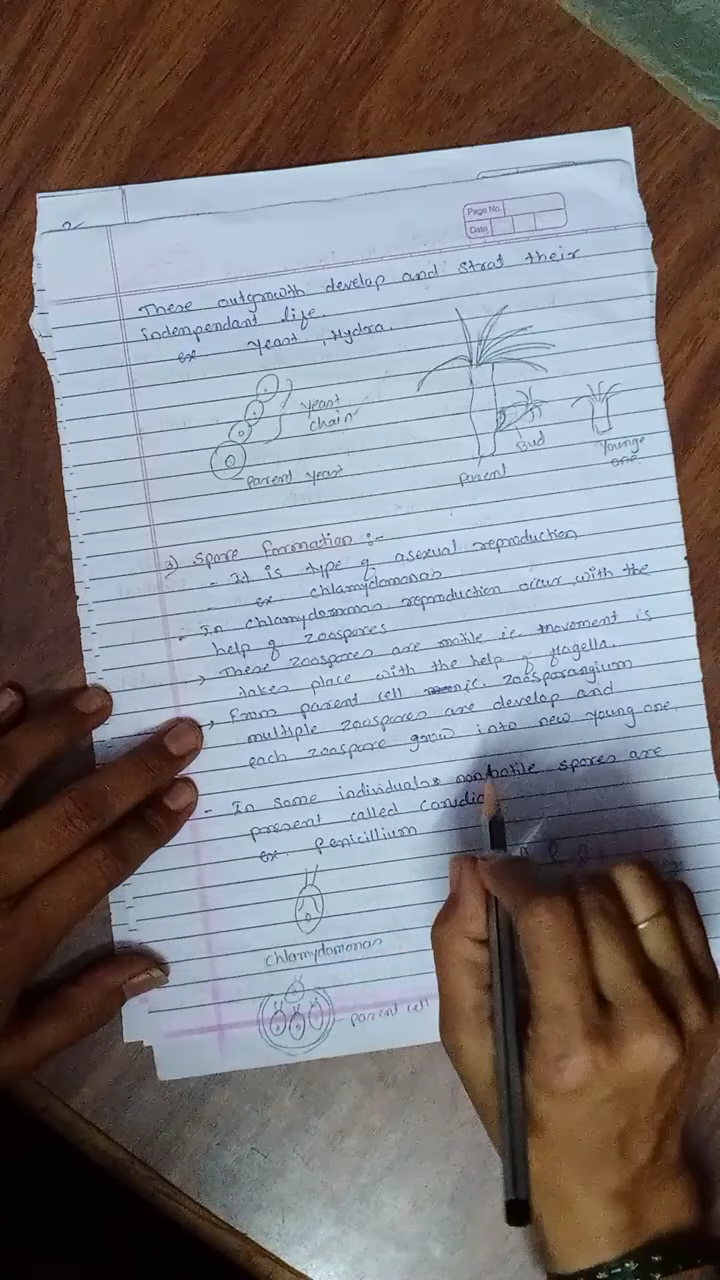 Page No.
Date
These outgrowth develop and strat their
indenpendant life.
ex yeast, Hydra.
Yeast
chain
Parent yeast
Parent
Bud
Younge
one
3) Spore Formation :-
- It is type of asexual reproduction
- ex chlamydomonas
- In chlamydomonas reproduction occur with the
help of zoospores
→ These zoospores are motile i.e. movement is
takes place with the help of flagella.
→ From parent cell i.e. zoosporangium
multiple zoospores are develop and
each zoospore grow into new young one.
- In some individuals nonmotile spores are
present called conidia
ex. Penicillium
chlamydomonas
parent cell